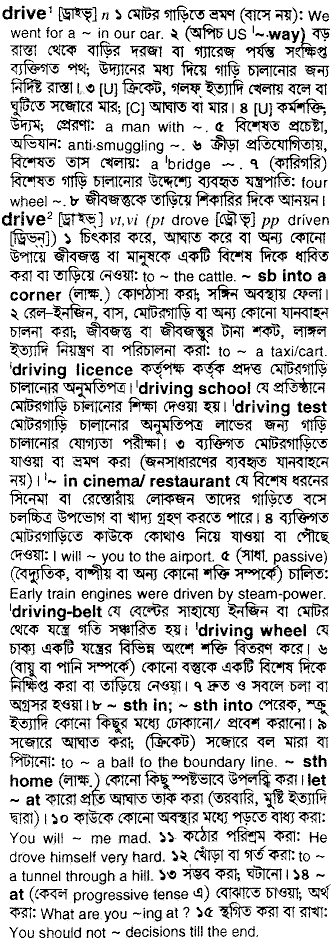 drive¹ [ড্রাইভ্] n ১ মোটর গাড়িতে ভ্রমণ (বাসে নয়): We
went for a ~ in our car. ২ (অপিচ US ˈ~way) বড়
রাস্তা থেকে বাড়ির দরজা বা গ্যারেজ পর্যন্ত সংক্ষিপ্ত
ব্যক্তিগত পথ; উদ্যানের মধ্য দিয়ে গাড়ি চালানোর জন্য
নির্দিষ্ট রাস্তা। ৩ [U] ক্রিকেট, গলফ্ ইত্যাদি খেলায় বলে বা
ঘুটিতে সজোরে মার; [C] আঘাত বা মার। ৪ [U] কর্মশক্তি;
উদ্যম; প্রেরণা: a man with ~. ৫ বিশেষত প্রচেষ্টা,
অভিযান: anti-smuggling ~. ৬ ক্রীড়া প্রতিযোগিতায়,
বিশেষত তাস খেলায়: a ˈbridge ~. ৭ (কারিগরি)
বিশেষত গাড়ি চালানোর উদ্দেশ্যে ব্যবহৃত যন্ত্রপাতি: four
wheel ~. ৮ জীবজন্তুকে তাড়িয়ে শিকারির দিকে আনয়ন।
drive² [ড্রাইভ্] vt,vi (pt drove [ড্রৌভ্] pp driven
[ড্রিভ্‌ন্]) ১ চিৎকার করে, আঘাত করে বা অন্য কোনো
উপায়ে জীবজন্তু বা মানুষকে একটি বিশেষ দিকে ধাবিত
করা বা তাড়িয়ে নেওয়া: to ~ the cattle. ~ sb into a
corner (লাক্ষ.) কোণঠাসা করা; সঙ্গিন অবস্থায় ফেলা।
২ রেল-ইনজিন, বাস, মোটরগাড়ি বা অন্য কোনো যানবাহন
চালনা করা; জীবজন্তু বা জীবজন্তুর টানা শকট, লাঙ্গল
ইত্যাদি নিয়ন্ত্রণ বা পরিচালনা করা: to ~ a taxi/cart.
ˈdriving licence কর্তৃপক্ষ কর্তৃক প্রদত্ত মোটরগাড়ি
চালানোর অনুমতিপত্র। ˈdriving school যে প্রতিষ্ঠানে
মোটরগাড়ি চালানোর শিক্ষা দেওয়া হয়। ˈdriving test
মোটরগাড়ি চালানোর অনুমতিপত্র লাভের জন্য গাড়ি
চালানোর যোগ্যতা পরীক্ষা। ৩ ব্যক্তিগত মোটরগাড়িতে
যাওয়া বা ভ্রমণ করা (জনসাধারণের ব্যবহৃত যানবাহনে
নয়)। ˈ~ in cinema/ restaurant যে বিশেষ ধরনের
সিনেমা বা রেস্তোরাঁয় লোকজন তাদের গাড়িতে বসে
চলচ্চিত্র উপভোগ বা খাদ্য গ্রহণ করতে পারে। ৪ ব্যক্তিগত
মোটরগাড়িতে কাউকে কোথাও নিয়ে যাওয়া বা পৌঁছে
দেওয়া: I will ~ you to the airport. ৫ (সাধা, passive)
(বৈদ্যুতিক, বাষ্পীয় বা অন্য কোনো শক্তি সম্পর্কে) চালিত:
Early train engines were driven by steam-power.
ˈdriving-belt যে বেল্টের সাহায্যে ইনজিন বা মোটর
থেকে যন্ত্রে গতি সঞ্চারিত হয়। ˈdriving wheel যে
চাকা একটি যন্ত্রের বিভিন্ন অংশে শক্তি বিতরণ করে। ৬
(বায়ু বা পানি সম্পর্কে) কোনো বস্তুকে একটি বিশেষ দিকে
নিক্ষিপ্ত করা বা তাড়িয়ে নেওয়া। ৭ দ্রুত ও সবলে চলা বা
অগ্রসর হওয়া। ৮ ~ sth in; ~ sth into পেরেক, স্ক্রু
ইত্যাদি কোনো কিছুর মধ্যে ঢোকানো/ প্রবেশ করানো। ৯
সজোরে আঘাত করা; (ক্রিকেট) সজোরে বল মারা বা
পিটানো: to ~ a ball to the boundary line. ~ sth
home (লাক্ষ.) কোনো কিছু স্পষ্টভাবে উপলব্ধি করা। let
~ at কারো প্রতি আঘাত তাক করা (তরবারি, মুষ্টি ইত্যাদি
দ্বারা)। ১০ কাউকে কোনো অবস্থার মধ্যে পড়তে বাধ্য করা:
You will ~ me mad. ১১ কঠোর পরিশ্রম করা: He
drove himself very hard. ১২ খোঁড়া বা গর্ত করা: to ~
a tunnel through a hill. ১৩ সম্ভব করা; ঘটানো। ১৪ ~
at (কেবল progressive tense এ) বোঝাতে চাওয়া; অর্থ
করা: What are you ~ing at? ১৫ স্থগিত করা বা রাখা:
You should not ~ decisions till the end.